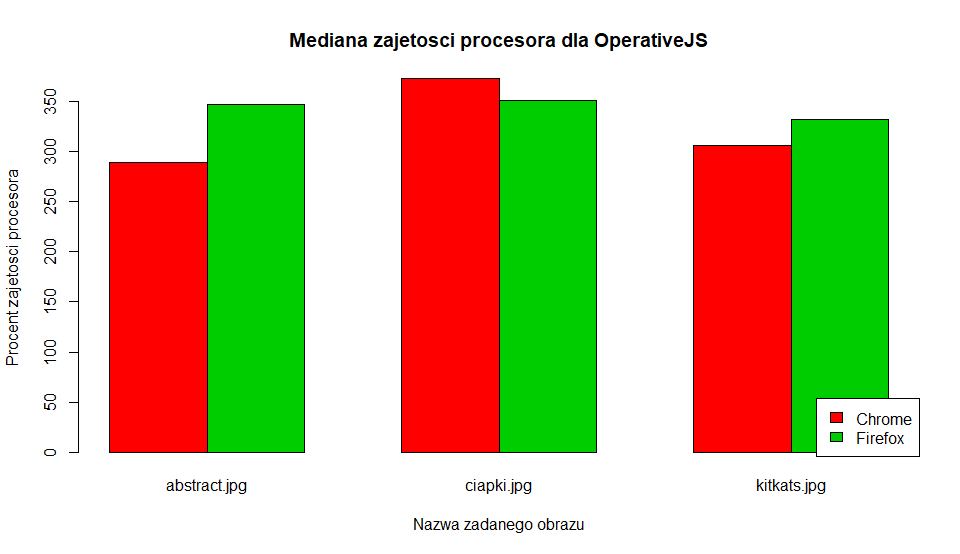 Mediana zajetosci procesora dla OperativeJS
Procent zajetosci procesora
350
300
250
200
150
100
50
0
abstract.jpg
ciapki.jpg
kitkats.jpg
Chrome
Firefox
Nazwa zadanego obrazu